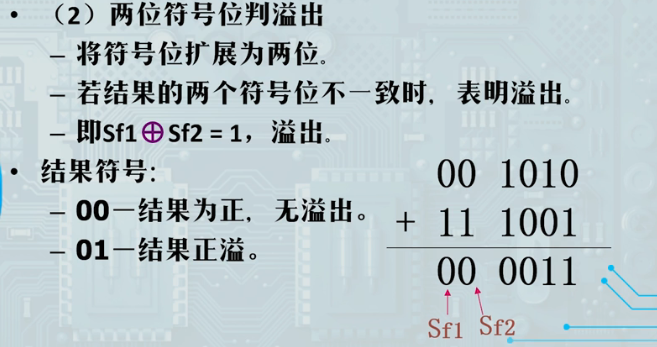 • （2）两位符号位判溢出
– 将符号位扩展为两位。
– 若结果的两个符号位不一致时，表明溢出。
– 即Sf1⊕Sf2 = 1，溢出。
• 结果符号:
– 00—结果为正，无溢出。
– 01—结果正溢。
00 1010
+ 11 1001
00 0011
Sf1 Sf2